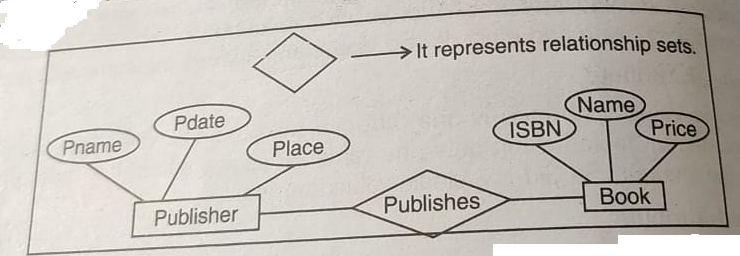 It represents relationship sets.
Pname
Pdate
Place
ISBN
Name
Price
Publisher
Publishes
Book